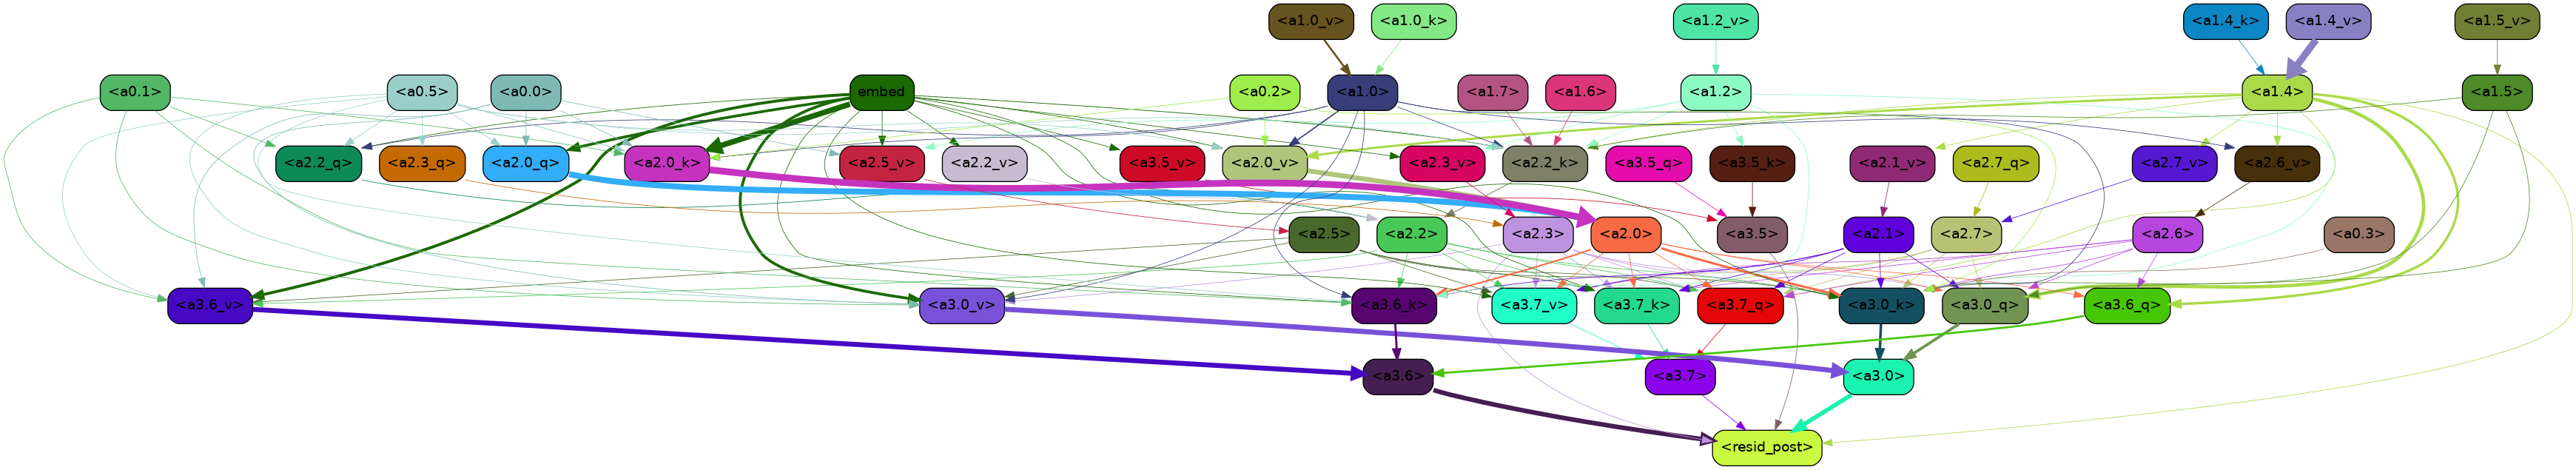 <a1.0_v> <a1.0_k> <a1.2_v> <a1.4_k> <a1.4_v> <a1.5_v>
<a0.1> <a0.5> <a0.0> embed <a0.2> <a1.0> <a1.7> <a1.6> <a1.2> <a1.4> <a1.5>
<a2.2_q> <a2.3_q> <a2.0_q> <a2.0_k> <a2.5_v> <a2.2_v> <a3.5_v> <a2.0_v> <a2.3_v> <a2.2_k> <a3.5_q> <a3.5_k> <a2.1_v> <a2.7_q> <a2.7_v> <a2.6_v>
<a2.5> <a2.2> <a2.3> <a2.0> <a3.5> <a2.1> <a2.7> <a2.6> <a0.3>
<a3.6_v> <a3.0_v> <a3.6_k> <a3.7_v> <a3.7_k> <a3.7_q> <a3.0_k> <a3.0_q> <a3.6_q>
<a3.6> <a3.7> <a3.0>
<resid_post>